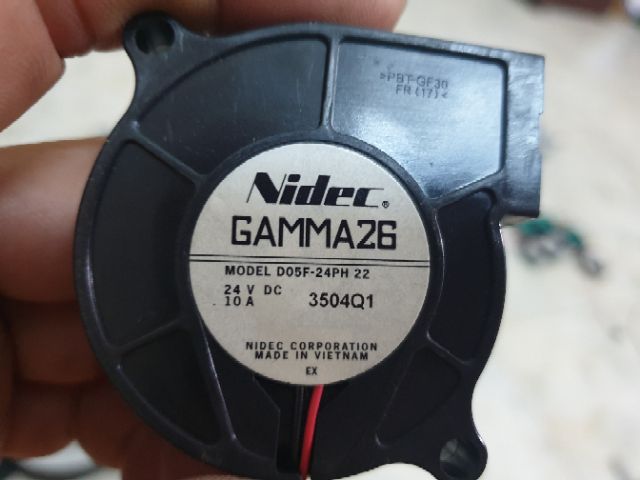 >PBT-GF30
FR(17)<
Nidec®
GAMMA26
MODEL D05F-24PH 22
24 V DC
.10 A
3504Q1
NIDEC CORPORATION
MADE IN VIETNAM
EX